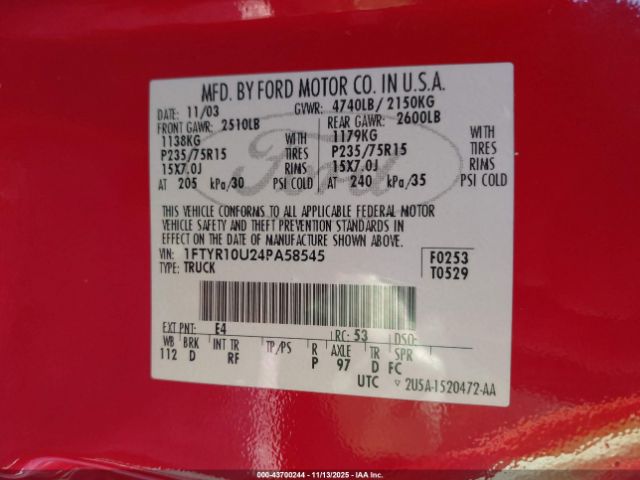 MFD. BY FORD MOTOR CO. IN U.S.A.
DATE: 11/03 GVWR: 4740LB/ 2150KG
FRONT GAWR: 2510LB REAR GAWR: 2600LB
1138KG WITH 1179KG WITH
P235/75R15 TIRES P235/75R15 TIRES
15X7.0J RIMS 15X7.0J RIMS
AT 205 kPa/30 PSI COLD AT 240 kPa/35 PSI COLD
Ford
THIS VEHICLE CONFORMS TO ALL APPLICABLE FEDERAL MOTOR
VEHICLE SAFETY AND THEFT PREVENTION STANDARDS IN
EFFECT ON THE DATE OF MANUFACTURE SHOWN ABOVE.
VIN: 1FTYR10U24PA58545 F0253
TYPE: TRUCK T0529
EXT PNT: E4 RC: 53 DSO:
WB BRK INT TR TP/PS R AXLE TR SPR
112 D RF P 97 D FC
UTC ▽ 2U5A-1520472-AA
000-43700244 - 11/13/2025 - IAAI, Inc.